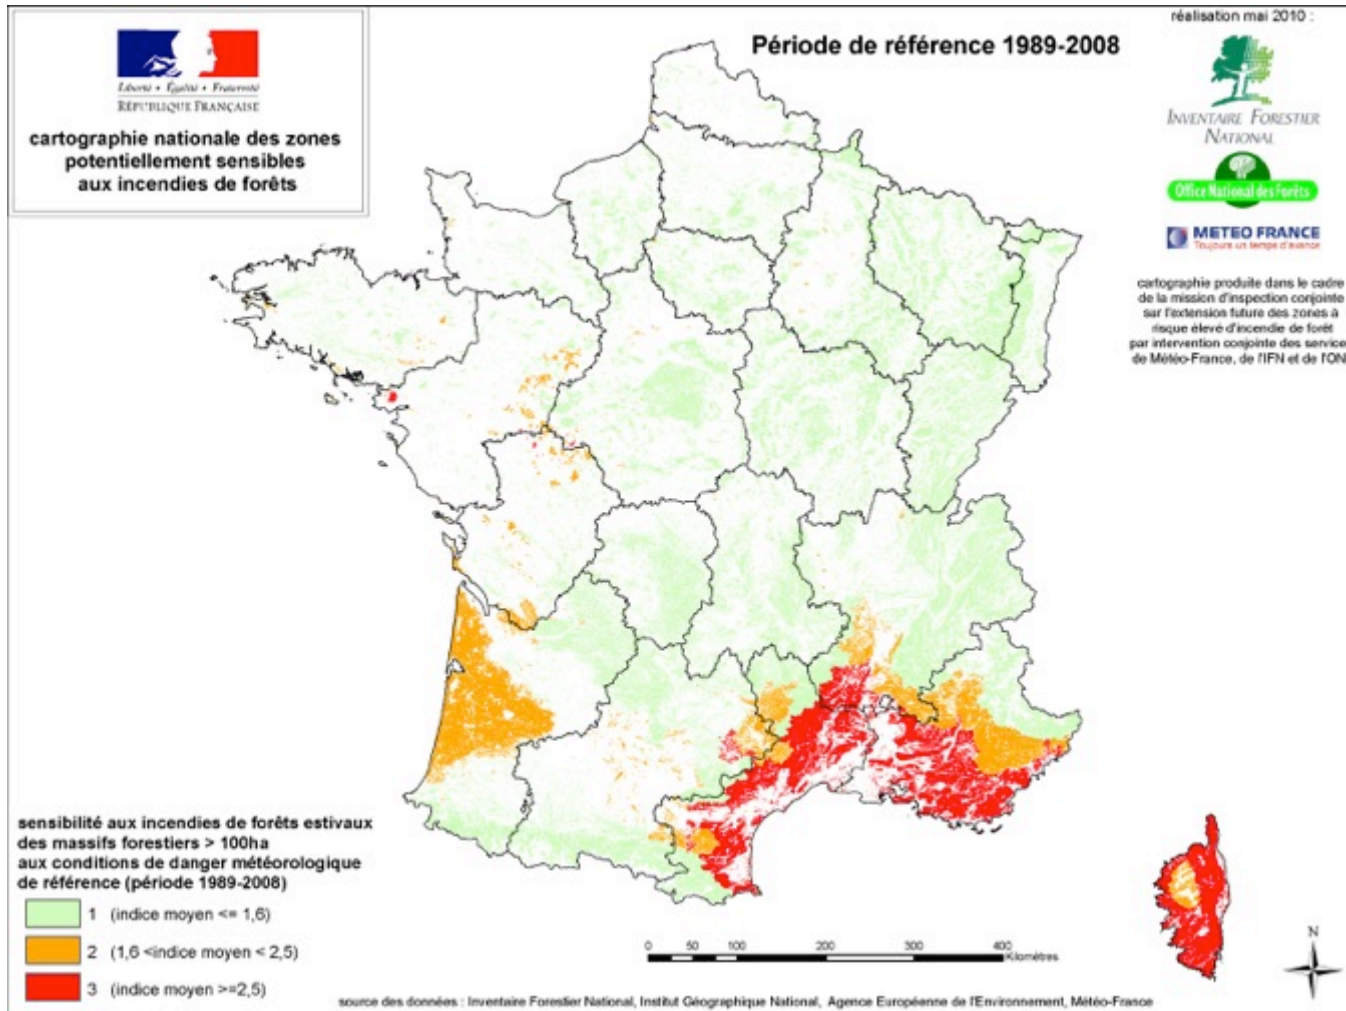 Liberté • Égalité • Fraternité
RÉPUBLIQUE FRANÇAISE
cartographie nationale des zones
potentiellement sensibles
aux incendies de forêts
Période de référence 1989-2008
réalisation mai 2010 :
INVENTAIRE FORESTIER
NATIONAL
Office National des Forêts
METEO FRANCE
Toujours un temps d'avance
cartographie produite dans le cadre
de la mission d'inspection conjointe
sur l'extension future des zones à
risque élevé d'incendie de forêt
par intervention conjointe des service
de Météo-France, de l'IFN et de l'ON
sensibilité aux incendies de forêts estivaux
des massifs forestiers > 100ha
aux conditions de danger météorologique
de référence (période 1989-2008)
1 (indice moyen <= 1,6)
2 (1,6 <indice moyen < 2,5)
3 (indice moyen >=2,5)
0 50 100 200 300 400
Kilomètres
N
source des données : Inventaire Forestier National, Institut Géographique National, Agence Européenne de l'Environnement, Météo-France